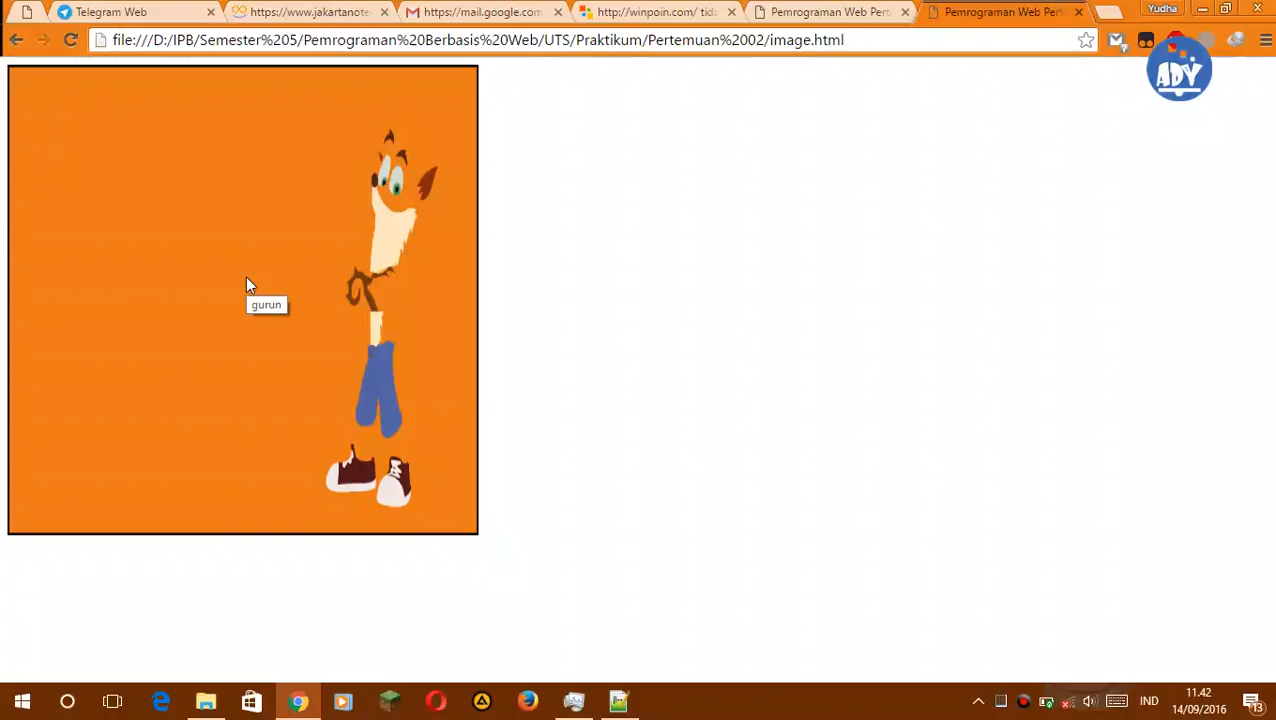 Telegram Web
https://www.jakartanote
https://mail.google.com
http://winpoin.com/ tida
Pemrograman Web Pert
Pemrograman Web Pert
Yudha
file:///D:/IPB/Semester%205/Pemrograman%20Berbasis%20Web/UTS/Praktikum/Pertemuan%2002/image.html
ADY
gurun
IND
11.42
14/09/2016
13